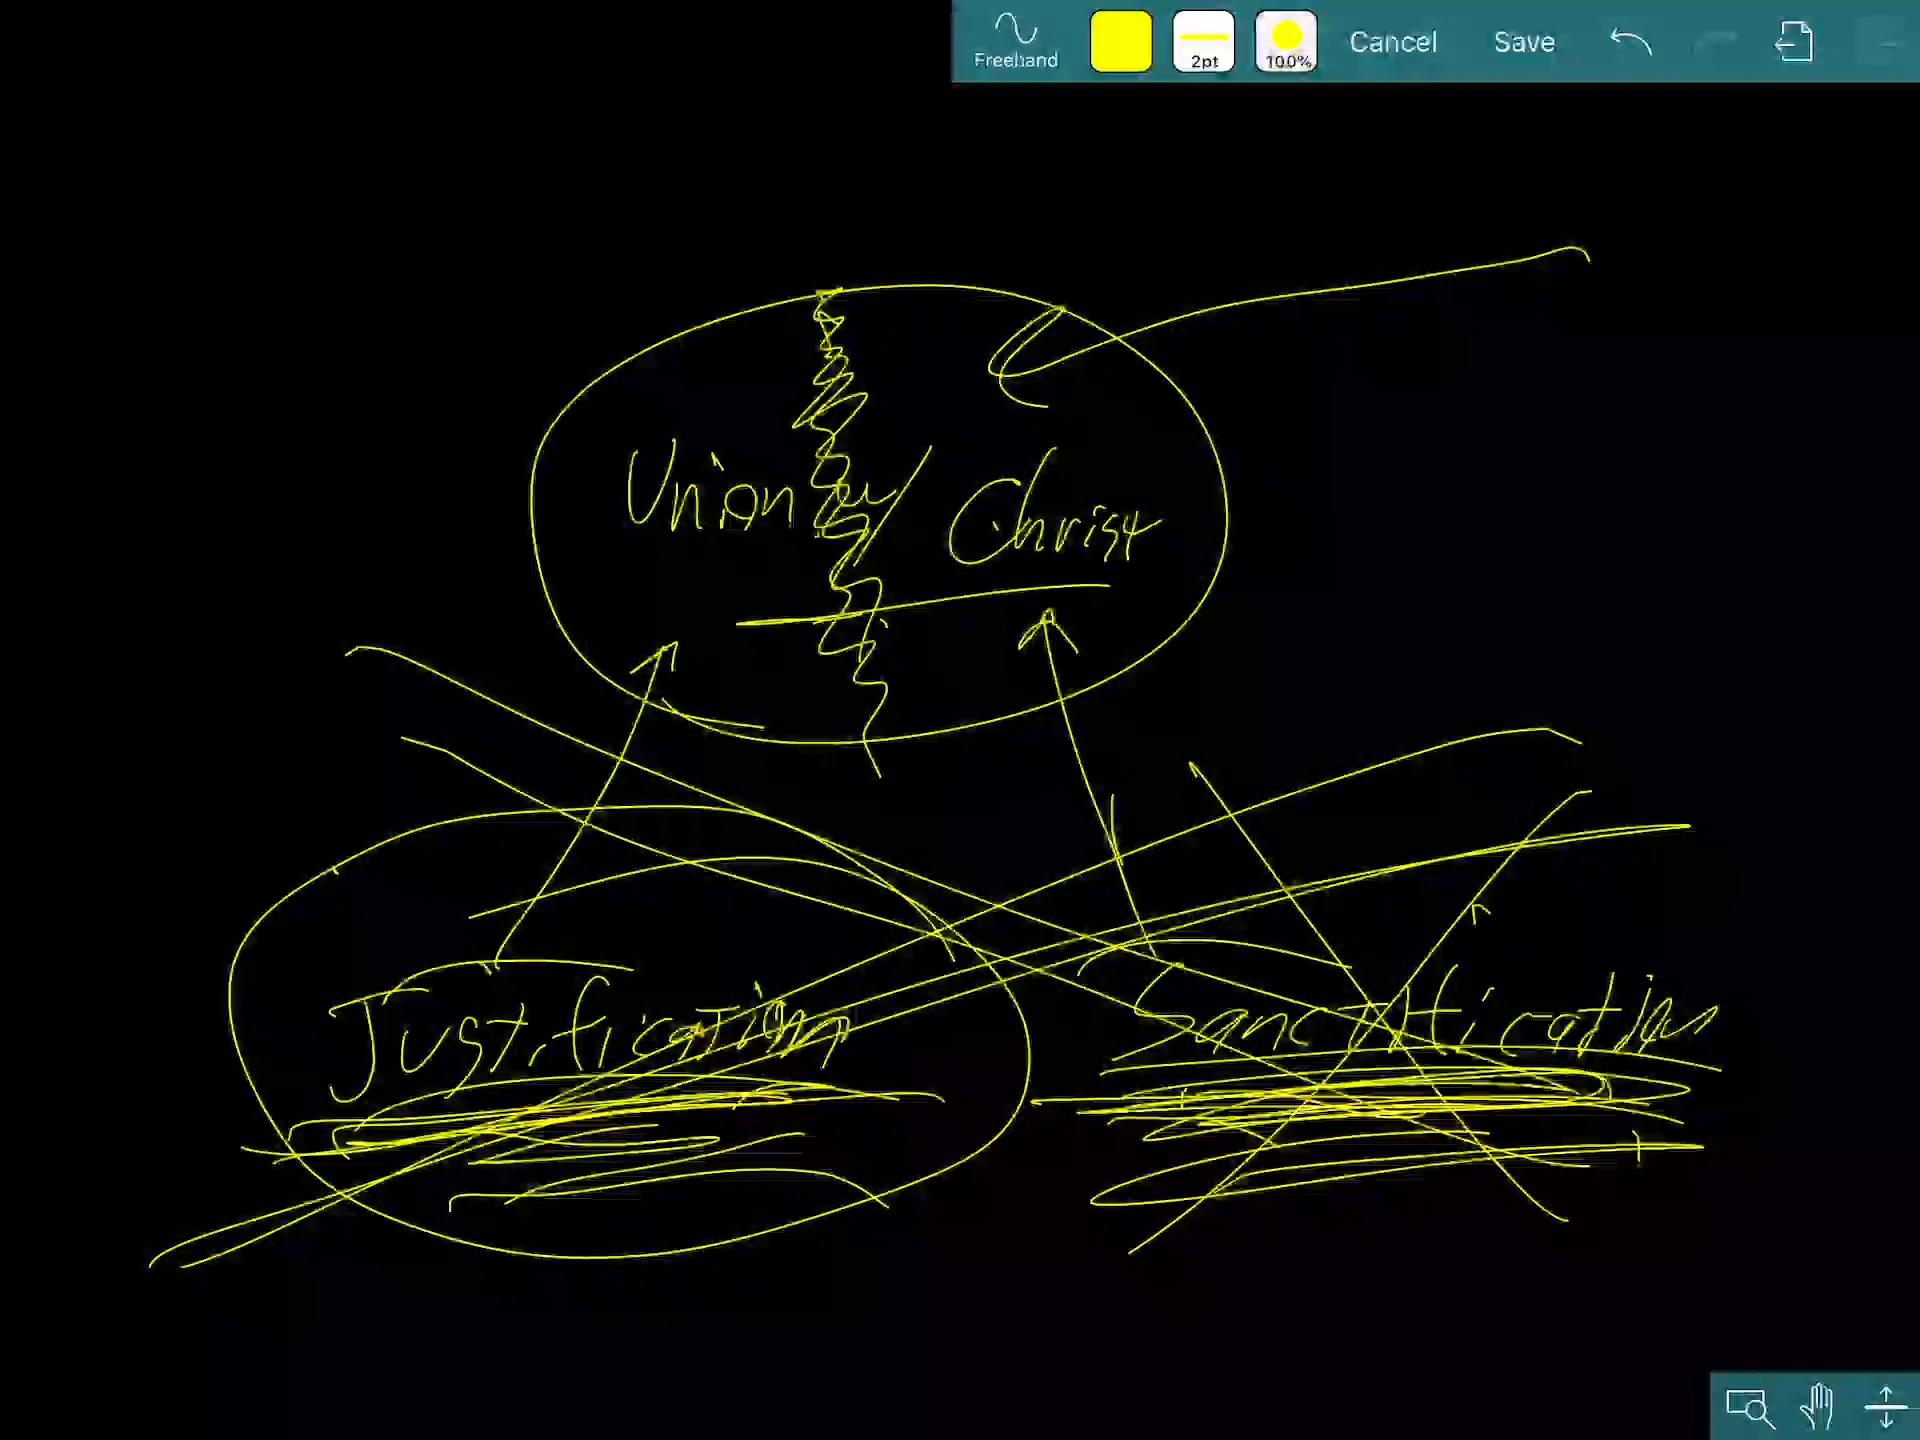 Freehand
2pt
100%
Cancel
Save
Union w/ Christ
Justification
Sanctification